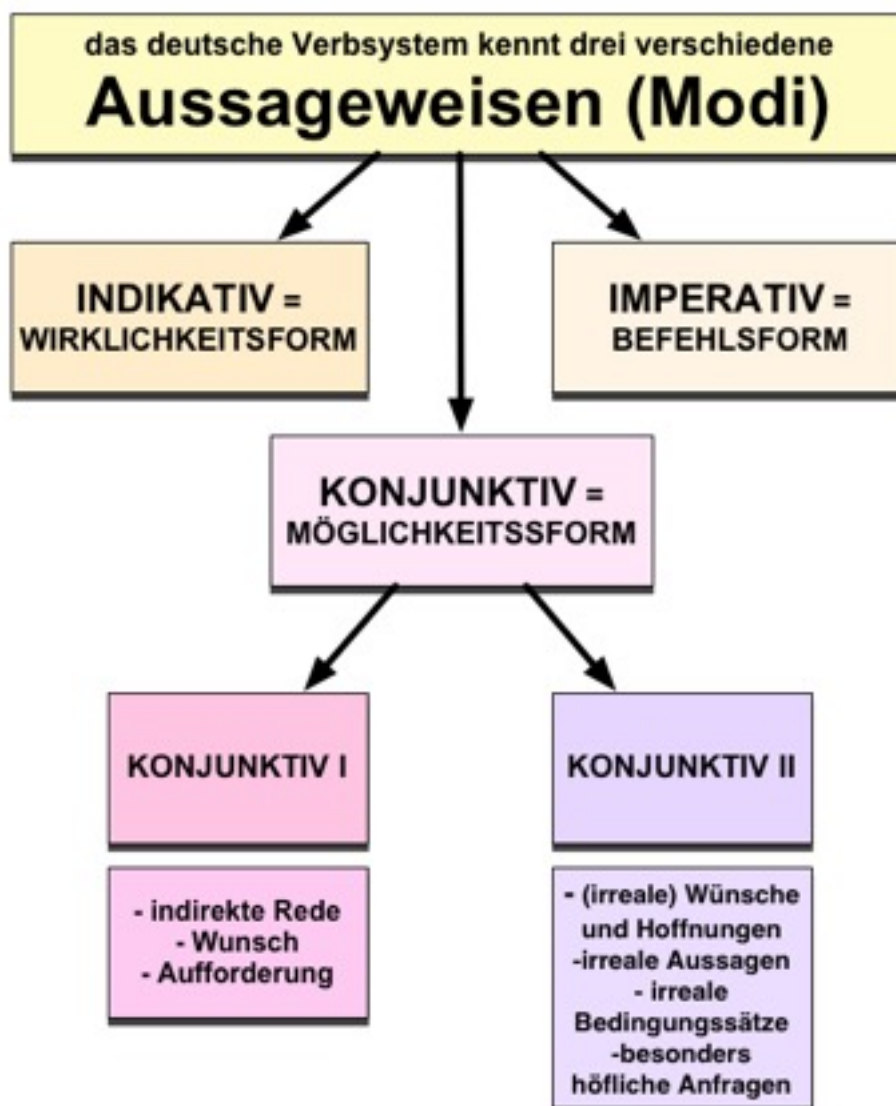 das deutsche Verbsystem kennt drei verschiedene
Aussageweisen (Modi)
INDIKATIV =
WIRKLICHKEITSFORM
IMPERATIV =
BEFEHLSFORM
KONJUNKTIV =
MÖGLICHKEITSSFORM
KONJUNKTIV I
- indirekte Rede
- Wunsch
- Aufforderung
KONJUNKTIV II
- (irreale) Wünsche
und Hoffnungen
-irreale Aussagen
- irreale
Bedingungssätze
-besonders
höfliche Anfragen